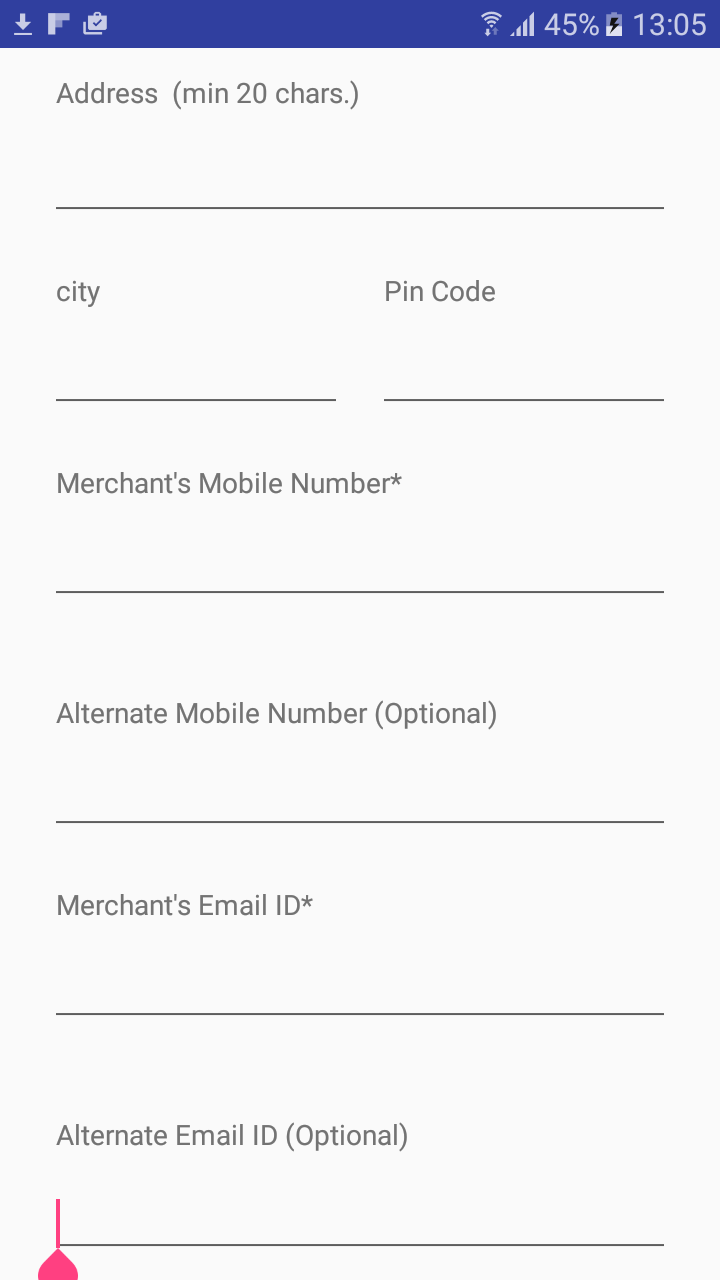 45% 13:05
Address (min 20 chars.)
city Pin Code
Merchant's Mobile Number*
Alternate Mobile Number (Optional)
Merchant's Email ID*
Alternate Email ID (Optional)